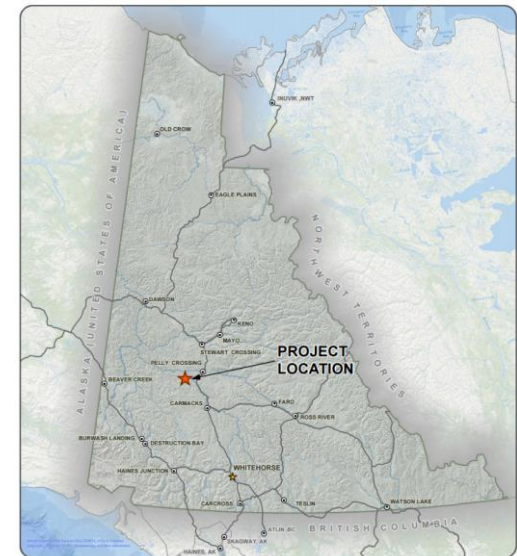 INUVIK ,NWT
OLD CROW
EAGLE PLAINS
ALASKA (UNITED STATES OF AMERICA)
NORTHWEST TERRITORIES
DAWSON
KENO
MAYO
STEWART CROSSING
PROJECT
LOCATION
PELLY CROSSING
BEAVER CREEK
CARMACKS
FARO
ROSS RIVER
BURWASH LANDING
DESTRUCTION BAY
HAINES JUNCTION
WHITEHORSE
CARCROSS
TESLIN
WATSON LAKE
BRITISH COLUMBIA
ATLIN ,BC
SKAGWAY, AK
HAINES, AK